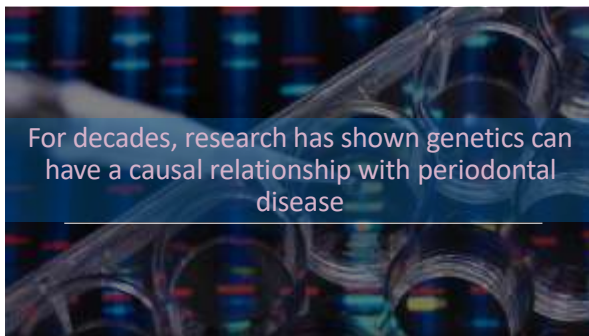 For decades, research has shown genetics can
have a causal relationship with periodontal
disease